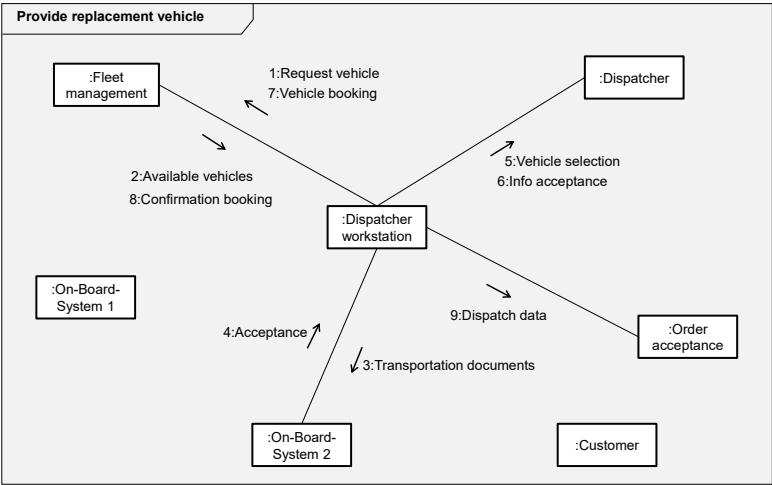 Provide replacement vehicle
:Fleet
management
1:Request vehicle
7:Vehicle booking
:Dispatcher
2:Available vehicles
8:Confirmation booking
5:Vehicle selection
6:Info acceptance
:Dispatcher
workstation
:On-Board-
System 1
9:Dispatch data
4:Acceptance
:Order
acceptance
3:Transportation documents
:On-Board-
System 2
:Customer